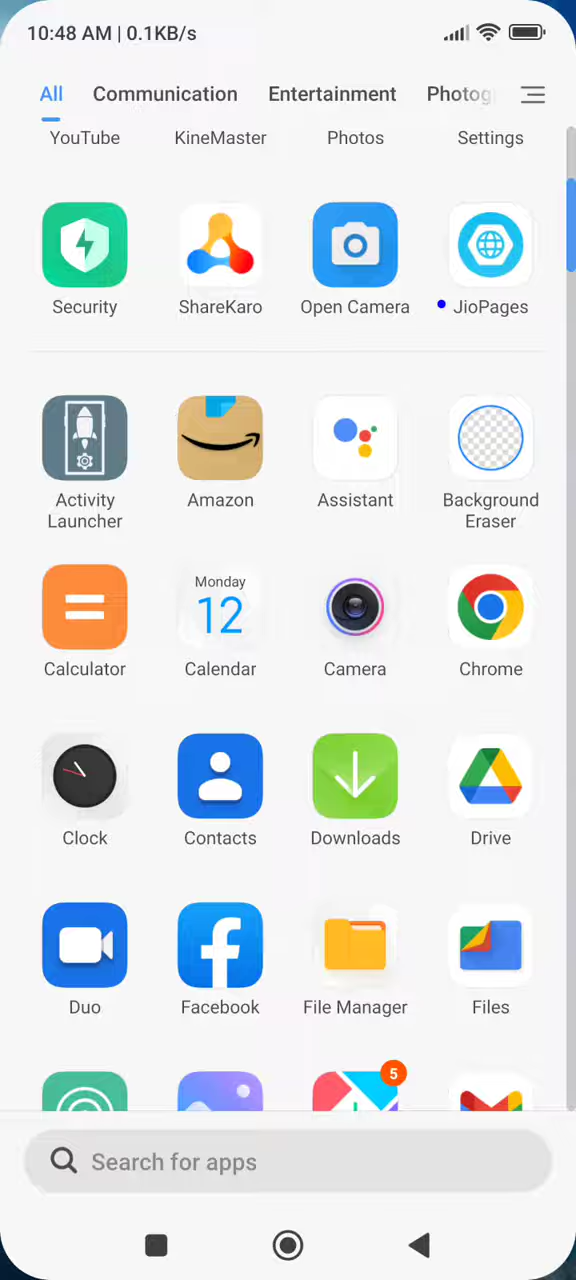 10:48 AM | 0.1KB/s
All Communication Entertainment Photog
YouTube KineMaster Photos Settings
Security ShareKaro Open Camera JioPages
Activity Launcher Amazon Assistant Background Eraser
Monday
12
Calculator Calendar Camera Chrome
Clock Contacts Downloads Drive
Duo Facebook File Manager Files
5
Search for apps